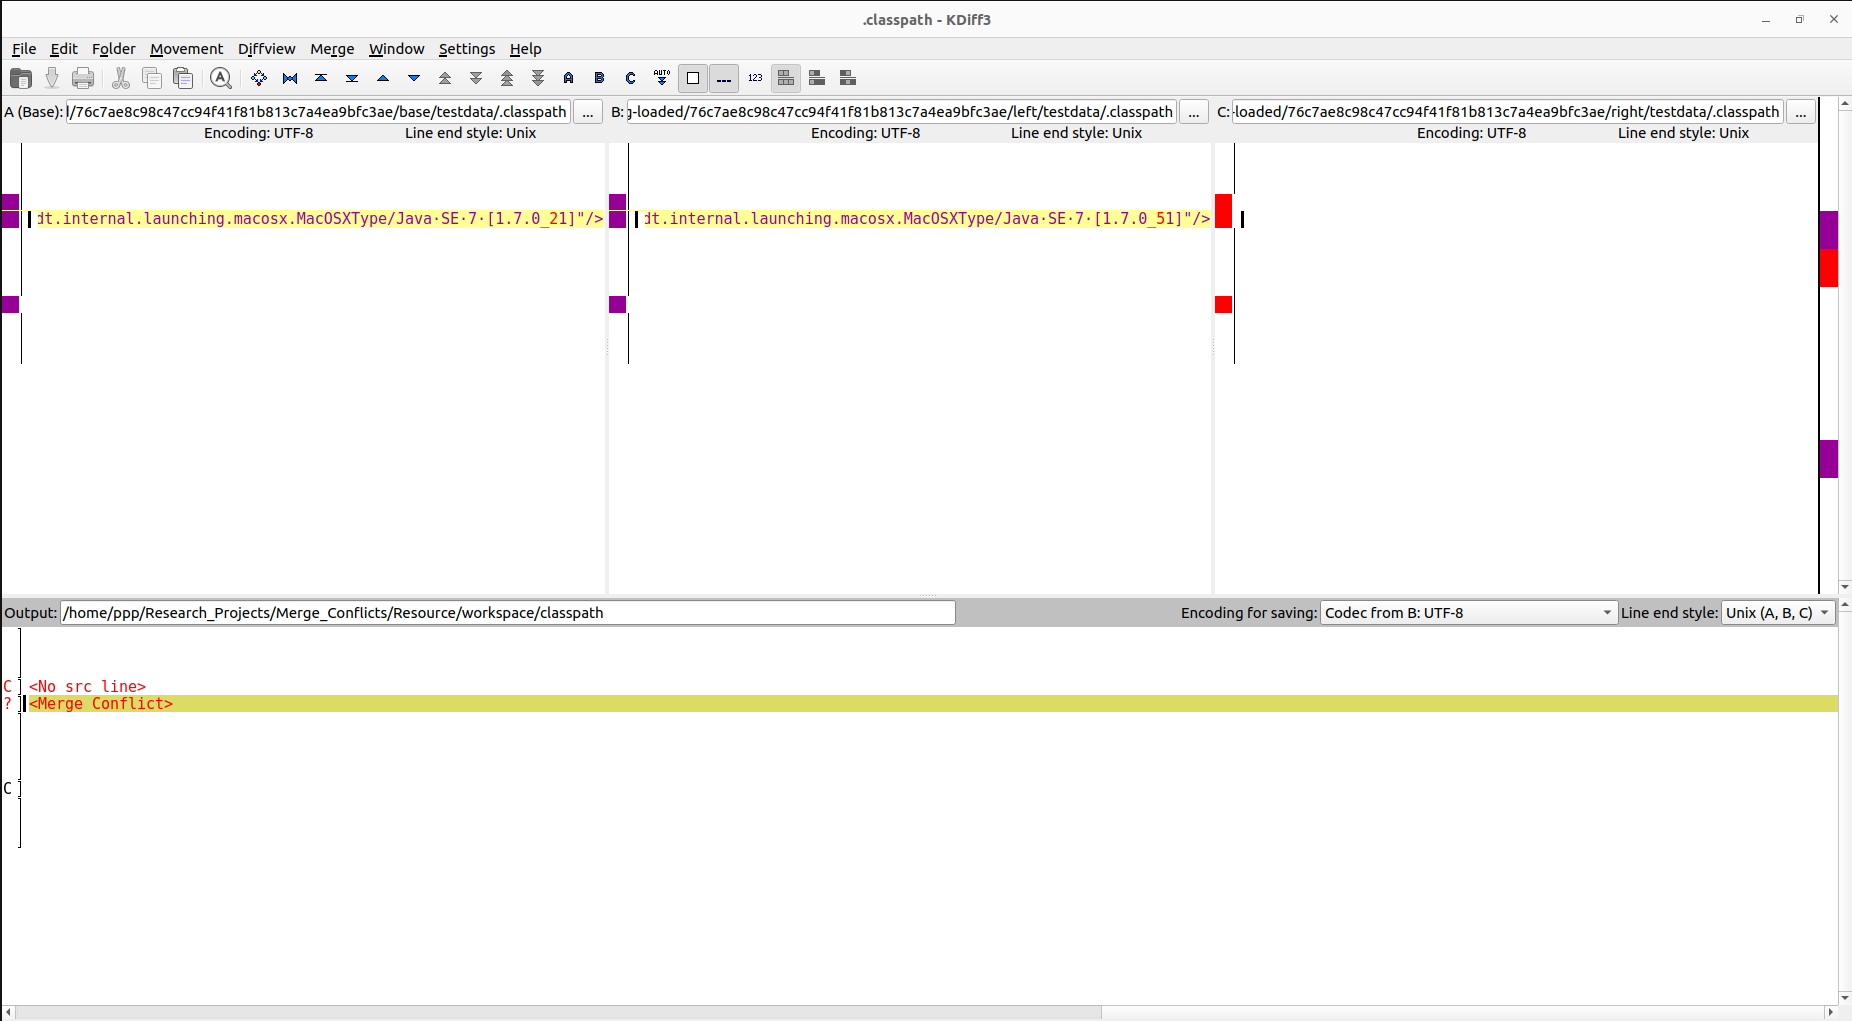 .classpath - KDiff3
File Edit Folder Movement Diffview Merge Window Settings Help
A B C AUTO 123
A (Base): l/76c7ae8c98c47cc94f41f81b813c7a4ea9bfc3ae/base/testdata/.classpath ... B: g-loaded/76c7ae8c98c47cc94f41f81b813c7a4ea9bfc3ae/left/testdata/.classpath ... C: -loaded/76c7ae8c98c47cc94f41f81b813c7a4ea9bfc3ae/right/testdata/.classpath ...
Encoding: UTF-8 Line end style: Unix Encoding: UTF-8 Line end style: Unix Encoding: UTF-8 Line end style: Unix
dt.internal.launching.macosx.MacOSXType/Java·SE·7·[1.7.0_21]"/> dt.internal.launching.macosx.MacOSXType/Java·SE·7·[1.7.0_51]"/>
Output: /home/ppp/Research_Projects/Merge_Conflicts/Resource/workspace/classpath Encoding for saving: Codec from B: UTF-8 Line end style: Unix (A, B, C)
C <No src line>
? <Merge Conflict>
C